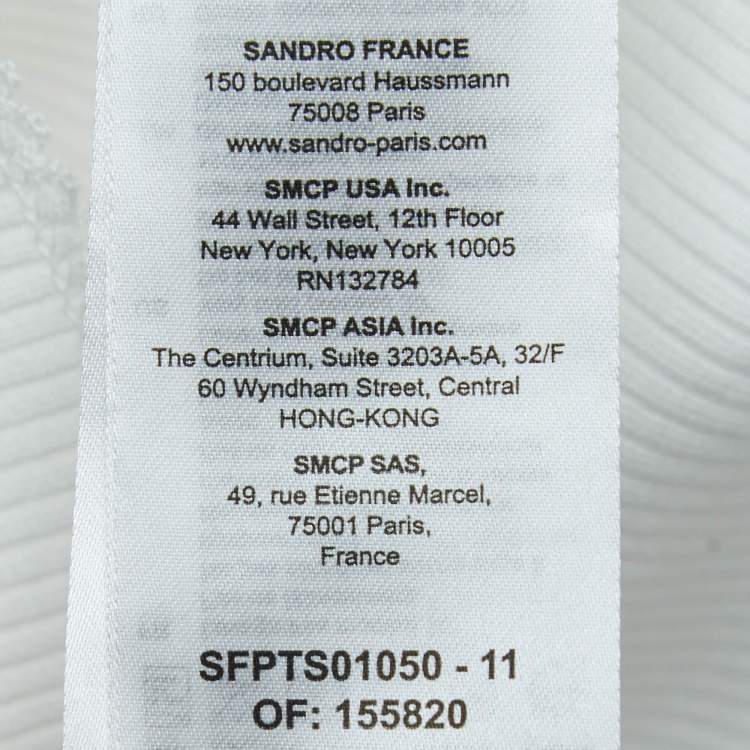 SANDRO FRANCE
150 boulevard Haussmann
75008 Paris
www.sandro-paris.com
SMCP USA Inc.
44 Wall Street, 12th Floor
New York, New York 10005
RN132784
SMCP ASIA Inc.
The Centrium, Suite 3203A-5A, 32/F
60 Wyndham Street, Central
HONG-KONG
SMCP SAS,
49, rue Etienne Marcel,
75001 Paris,
France
SFPTS01050 - 11
OF: 155820